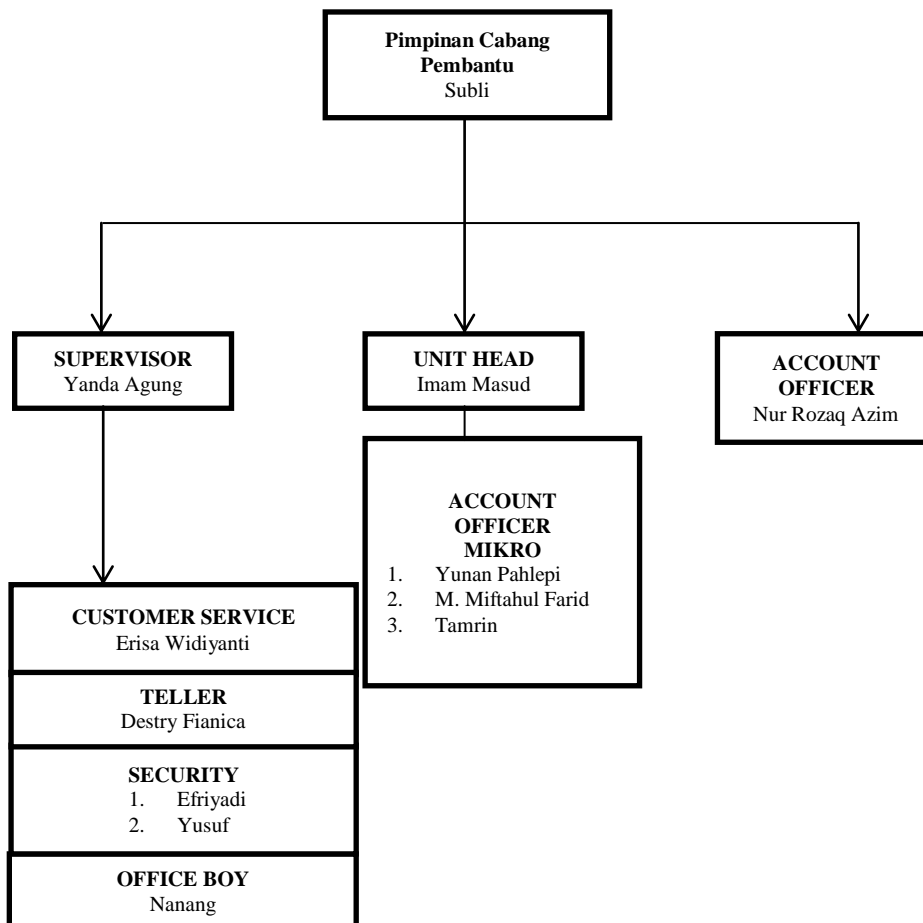 Pimpinan Cabang
Pembantu
Subli
SUPERVISOR
Yanda Agung
UNIT HEAD
Imam Masud
ACCOUNT
OFFICER
Nur Rozaq Azim
ACCOUNT
OFFICER
MIKRO
1. Yunan Pahlepi
2. M. Miftahul Farid
3. Tamrin
CUSTOMER SERVICE
Erisa Widiyanti
TELLER
Destry Fianica
SECURITY
1. Efriyadi
2. Yusuf
OFFICE BOY
Nanang